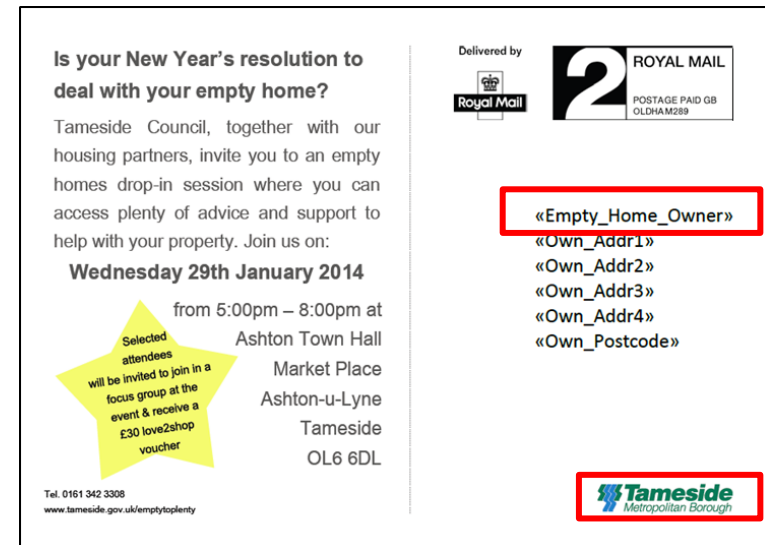 Is your New Year's resolution to
deal with your empty home?
Tameside Council, together with our
housing partners, invite you to an empty
homes drop-in session where you can
access plenty of advice and support to
help with your property. Join us on:
Wednesday 29th January 2014
from 5:00pm – 8:00pm at
Ashton Town Hall
Market Place
Ashton-u-Lyne
Tameside
OL6 6DL
Selected
attendees
will be invited to join in a
focus group at the
event & receive a
£30 love2shop
voucher
Tel. 0161 342 3308
www.tameside.gov.uk/emptytoplenty
Delivered by
Royal Mail
2
ROYAL MAIL
POSTAGE PAID GB
OLDHAM289
«Empty_Home_Owner»
«Own_Addr1»
«Own_Addr2»
«Own_Addr3»
«Own_Addr4»
«Own_Postcode»
Tameside
Metropolitan Borough